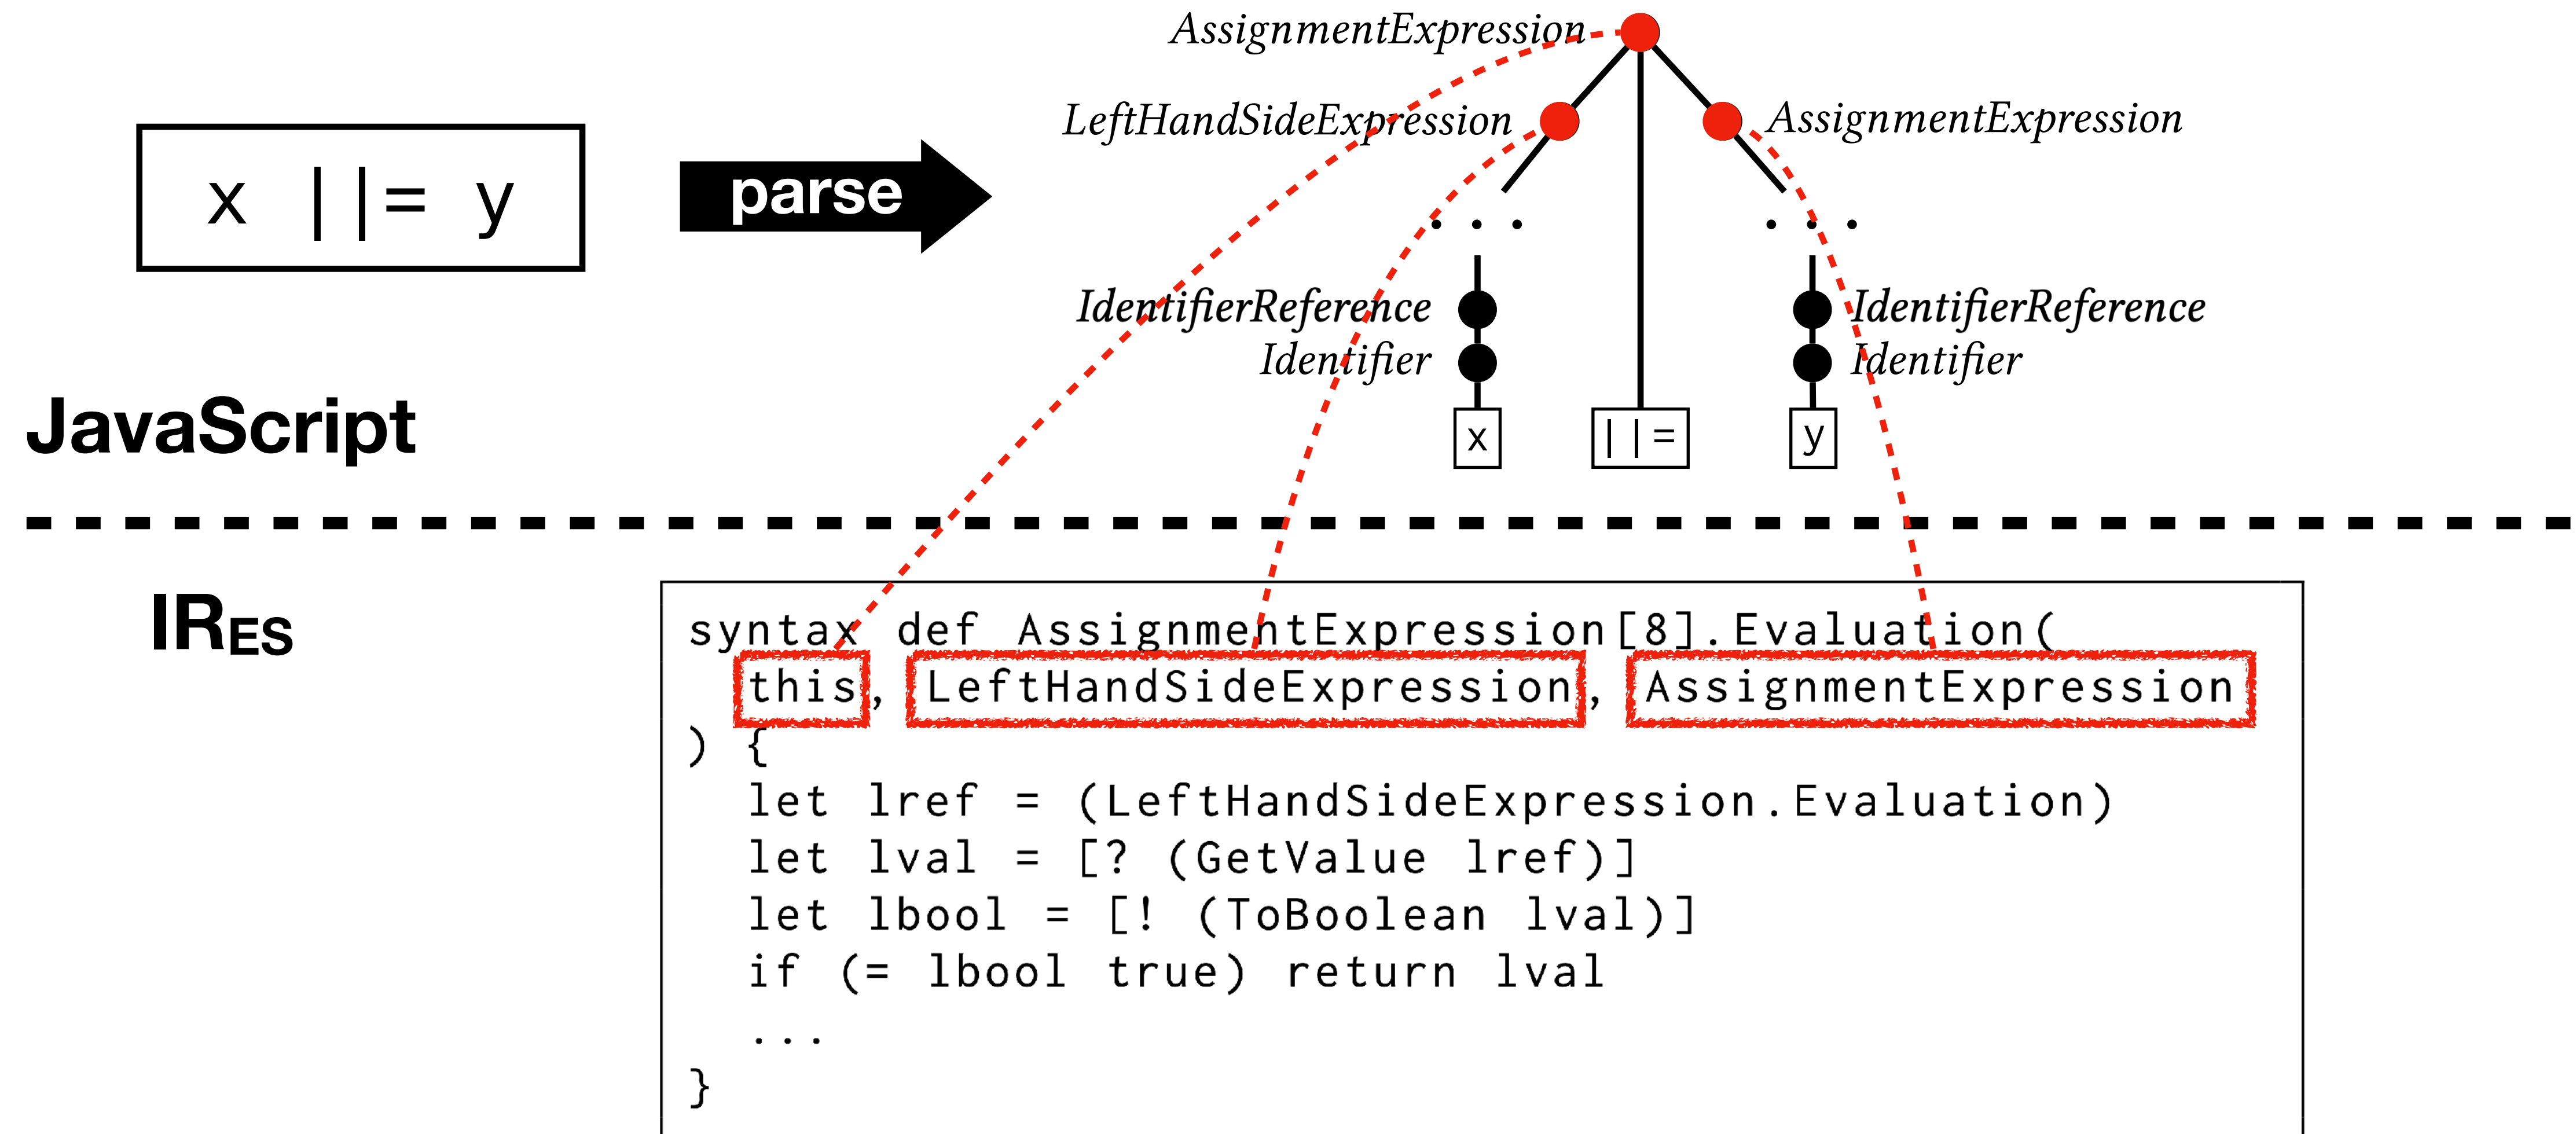 AssignmentExpression
LeftHandSideExpression
AssignmentExpression
x ||= y
parse
. . .
. . .
IdentifierReference
IdentifierReference
Identifier
Identifier
x
||=
y
JavaScript
IRES
syntax def AssignmentExpression[8].Evaluation(
this, LeftHandSideExpression, AssignmentExpression
) {
let lref = (LeftHandSideExpression.Evaluation)
let lval = [? (GetValue lref)]
let lbool = [! (ToBoolean lval)]
if (= lbool true) return lval
...
}